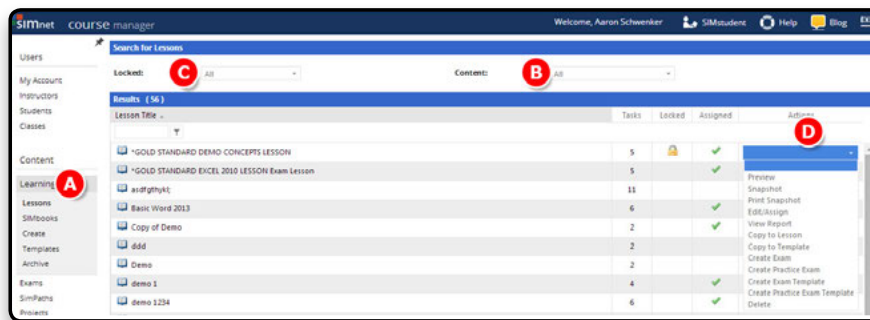 SIMnet course manager
Welcome, Aaron Schwenker SIMstudent Help Blog
Users
My Account
Instructors
Students
Classes
Content
Learning A
Lessons
SIMbooks
Create
Templates
Archive
Exams
SimPaths
Projects
Search for Lessons
Locked: C All
Content: B All
Results (56)
Lesson Title Tasks Locked Assigned Actions
D
*GOLD STANDARD DEMO CONCEPTS LESSON 5
*GOLD STANDARD EXCEL 2010 LESSON Exam Lesson 5
asdfgthykl; 11
Basic Word 2013 6
Copy of Demo 2
ddd 2
Demo 2
demo 1 4
demo 1234 6
Preview
Snapshot
Print Snapshot
Edit/Assign
View Report
Copy to Lesson
Copy to Template
Create Exam
Create Practice Exam
Create Exam Template
Create Practice Exam Template
Delete